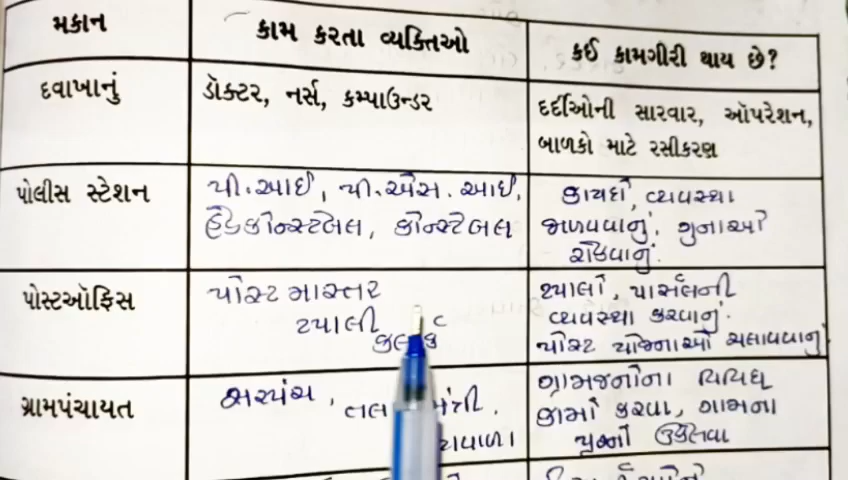 મકાન
કામ કરતા વ્યક્તિઓ
કઈ કામગીરી થાય છે?
દવાખાનું
ડૉક્ટર, નર્સ, કમ્પાઉન્ડર
દર્દીઓની સારવાર, ઑપરેશન,
બાળકો માટે રસીકરણ
પોલીસ સ્ટેશન
પી.આઈ, પી.એસ.આઈ,
હેડકોન્સ્ટેબલ, કોન્સ્ટેબલ
કાયદો, વ્યવસ્થા
જાળવવાનું, ગુનાઓ
રોકવાનું.
પોસ્ટઑફિસ
પોસ્ટ માસ્તર
ટપાલી
ટપાલો, પાર્સલની
વ્યવસ્થા કરવાનું.
પોસ્ટ યોજનાઓ ચલાવવાનું
ગ્રામપંચાયત
સરપંચ,
ગ્રામજનોના વિવિધ
કામો કરવા, ગામના
પ્રશ્નો ઉકેલવા